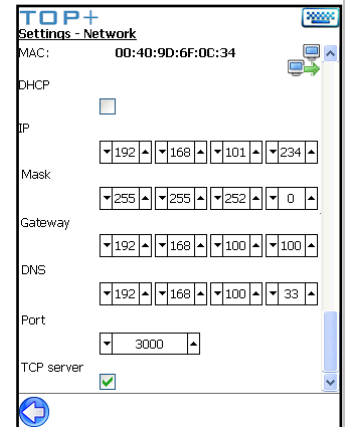 TOP+
Settings - Network
MAC: 00:40:9D:6F:0C:34
DHCP
IP
192 168 101 234
Mask
255 255 252 0
Gateway
192 168 100 100
DNS
192 168 100 33
Port
3000
TCP server